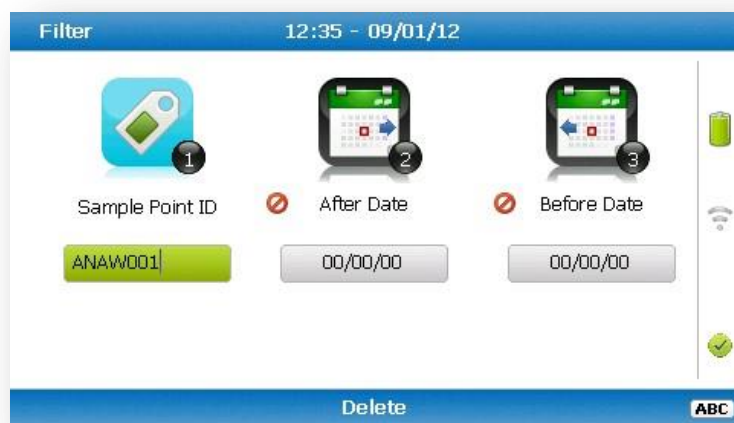 Filter 12:35 - 09/01/12
1 2 3
Sample Point ID After Date Before Date
ANAW001 00/00/00 00/00/00
Delete ABC